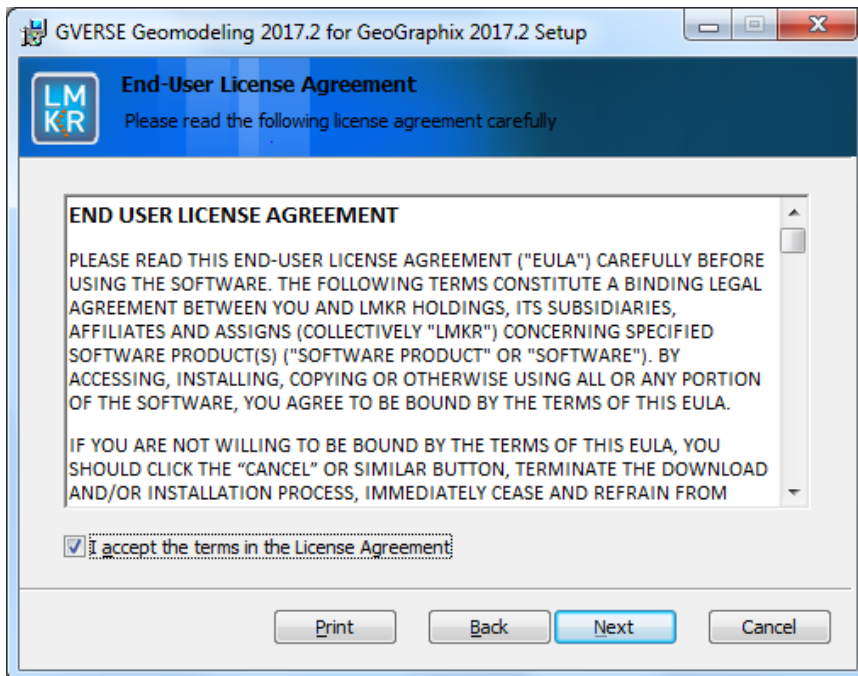 GVERSE Geomodeling 2017.2 for GeoGraphix 2017.2 Setup
LM
KR
End-User License Agreement
Please read the following license agreement carefully
END USER LICENSE AGREEMENT
PLEASE READ THIS END-USER LICENSE AGREEMENT ("EULA") CAREFULLY BEFORE
USING THE SOFTWARE. THE FOLLOWING TERMS CONSTITUTE A BINDING LEGAL
AGREEMENT BETWEEN YOU AND LMKR HOLDINGS, ITS SUBSIDIARIES,
AFFILIATES AND ASSIGNS (COLLECTIVELY "LMKR") CONCERNING SPECIFIED
SOFTWARE PRODUCT(S) ("SOFTWARE PRODUCT" OR "SOFTWARE"). BY
ACCESSING, INSTALLING, COPYING OR OTHERWISE USING ALL OR ANY PORTION
OF THE SOFTWARE, YOU AGREE TO BE BOUND BY THE TERMS OF THIS EULA.
IF YOU ARE NOT WILLING TO BE BOUND BY THE TERMS OF THIS EULA, YOU
SHOULD CLICK THE “CANCEL” OR SIMILAR BUTTON, TERMINATE THE DOWNLOAD
AND/OR INSTALLATION PROCESS, IMMEDIATELY CEASE AND REFRAIN FROM
I accept the terms in the License Agreement
Print Back Next Cancel